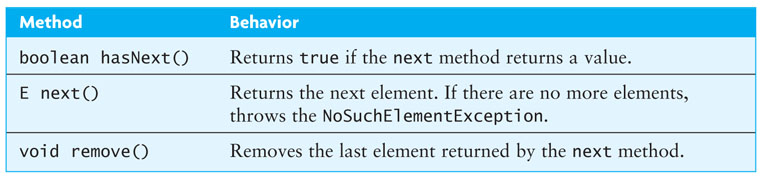 Method Behavior
boolean hasNext() Returns true if the next method returns a value.
E next() Returns the next element. If there are no more elements,
throws the NoSuchElementException.
void remove() Removes the last element returned by the next method.